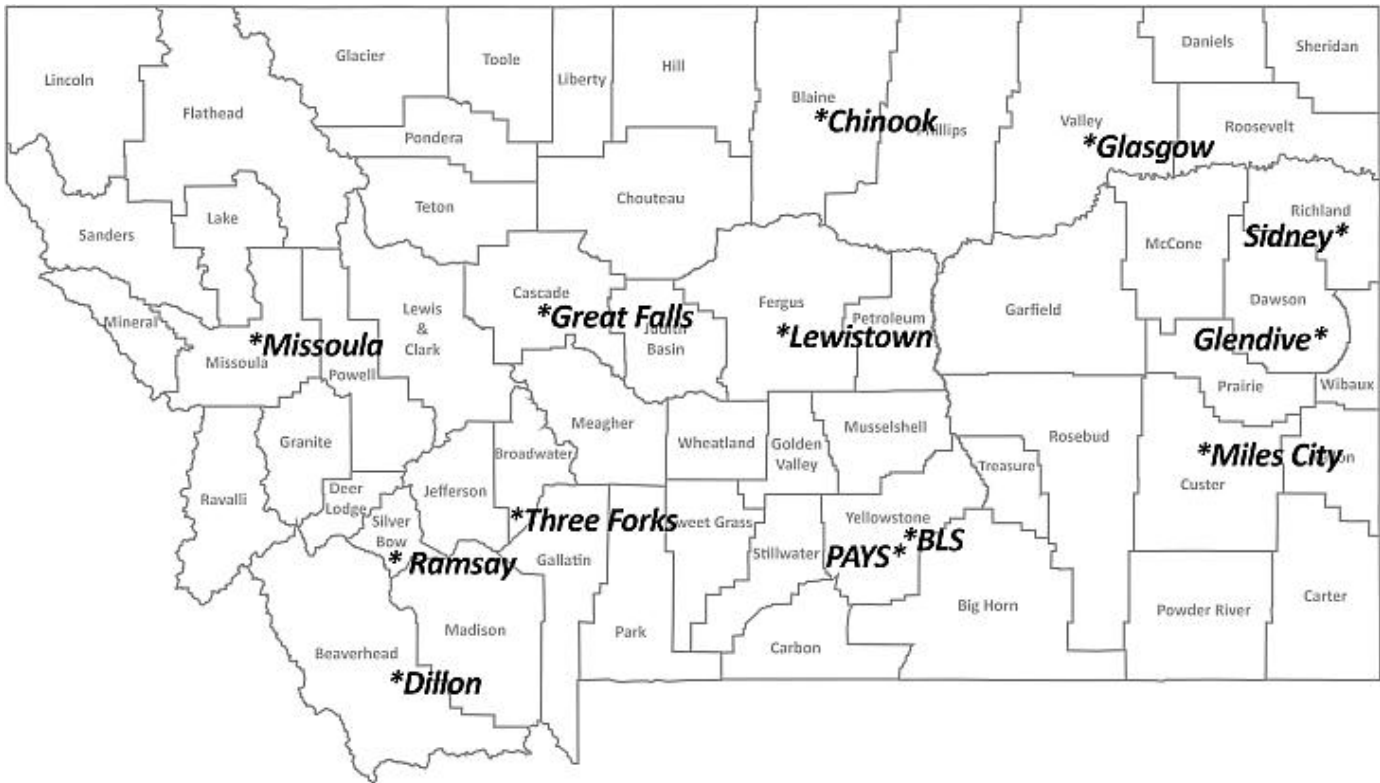 Glacier
Toole
Liberty
Hill
Daniels
Sheridan
Lincoln
Flathead
Blaine
*Chinook
Phillips
Valley
*Glasgow
Roosevelt
Pondera
Teton
Chouteau
Richland
Sidney*
McCone
Lake
Sanders
Cascade
*Great Falls
Judith
Basin
Fergus
*Lewistown
Petroleum
Garfield
Dawson
Glendive*
Lewis
&
Clark
Mineral
Missoula
*Missoula
Powell
Prairie
Wibaux
Granite
Broadwater
Meagher
Wheatland
Golden
Valley
Musselshell
Treasure
Rosebud
*Miles City
Custer
Ravalli
Deer
Lodge
Jefferson
Silver
Bow
*Three Forks
Gallatin
Sweet Grass
Stillwater
Yellowstone
*BLS
PAYS*
* Ramsay
Madison
Beaverhead
*Dillon
Park
Carbon
Big Horn
Powder River
Carter